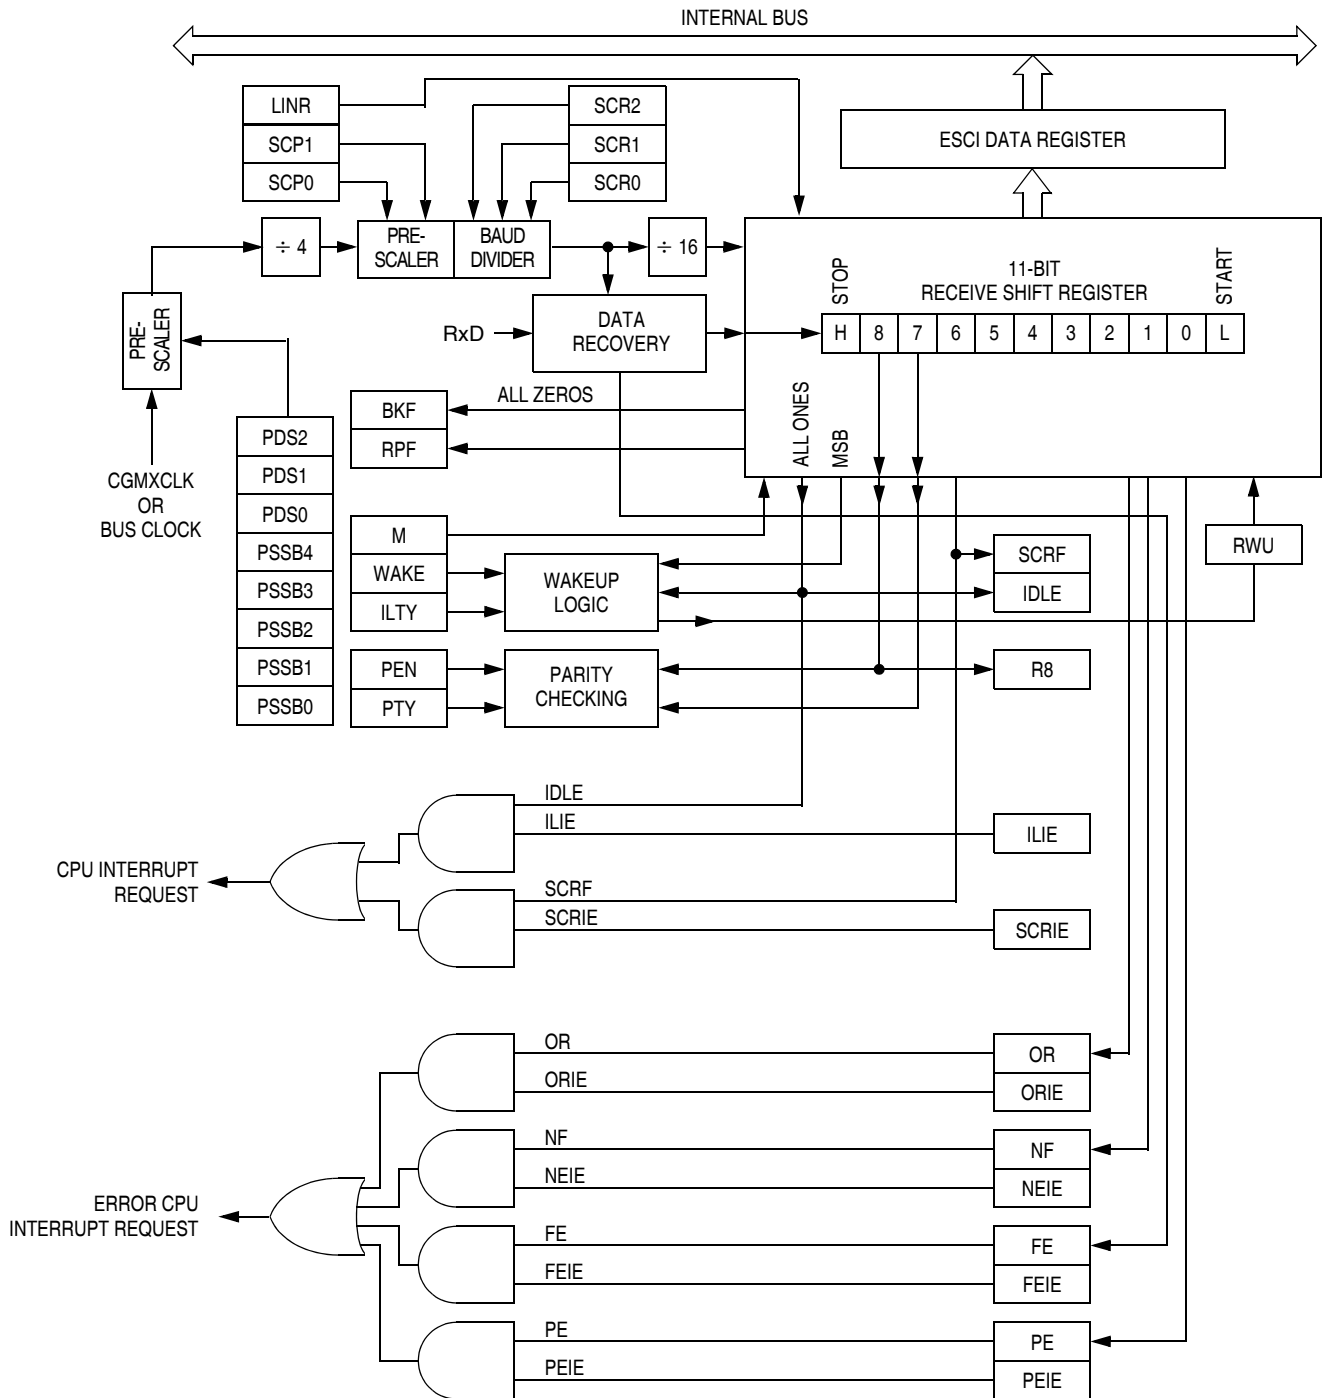 INTERNAL BUS
LINR
SCP1
SCP0
SCR2
SCR1
SCR0
ESCI DATA REGISTER
÷ 4
PRE-
SCALER
BAUD
DIVIDER
÷ 16
PRE-
SCALER
RxD
DATA
RECOVERY
STOP
11-BIT
RECEIVE SHIFT REGISTER
START
H 8 7 6 5 4 3 2 1 0 L
ALL ZEROS
BKF
RPF
ALL ONES
MSB
CGMXCLK
OR
BUS CLOCK
PDS2
PDS1
PDS0
PSSB4
PSSB3
PSSB2
PSSB1
PSSB0
M
WAKE
ILTY
WAKEUP
LOGIC
SCRF
IDLE
RWU
PEN
PTY
PARITY
CHECKING
R8
IDLE
ILIE
ILIE
CPU INTERRUPT
REQUEST
SCRF
SCRIE
SCRIE
OR
ORIE
OR
ORIE
NF
NEIE
NF
NEIE
ERROR CPU
INTERRUPT REQUEST
FE
FEIE
FE
FEIE
PE
PEIE
PE
PEIE